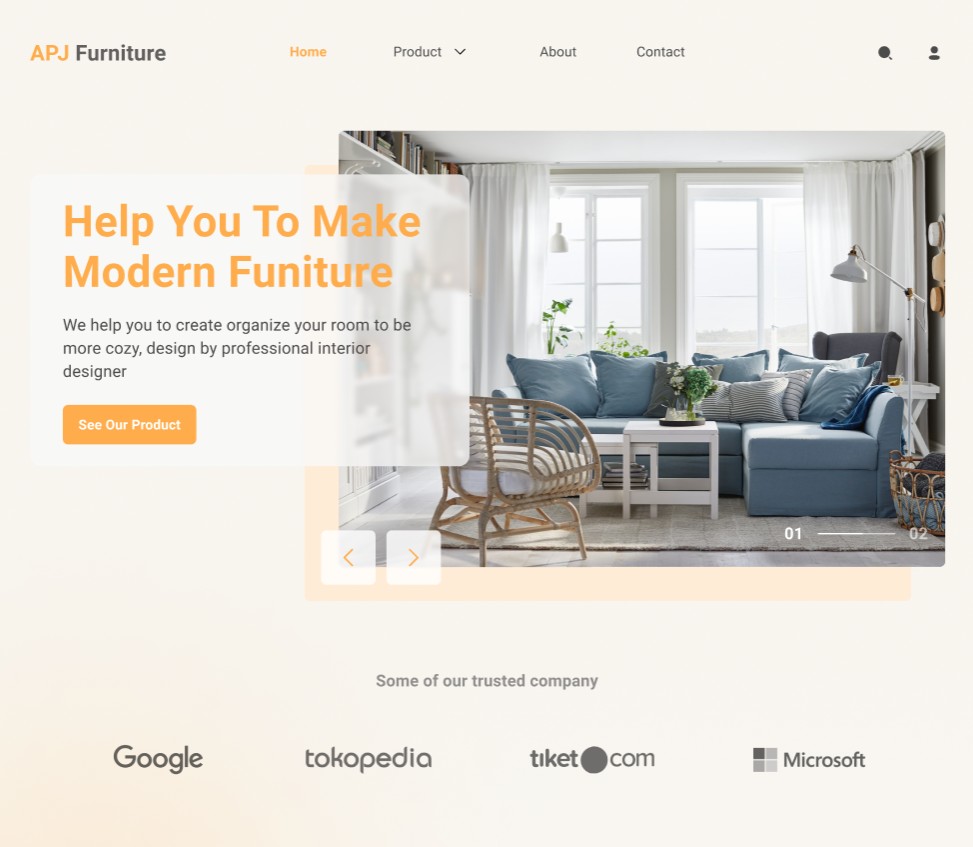 APJ Furniture
Home
Product
About
Contact
Help You To Make
Modern Funiture
We help you to create organize your room to be
more cozy, design by professional interior
designer
See Our Product
01
02
Some of our trusted company
Google
tokopedia
tiket com
Microsoft